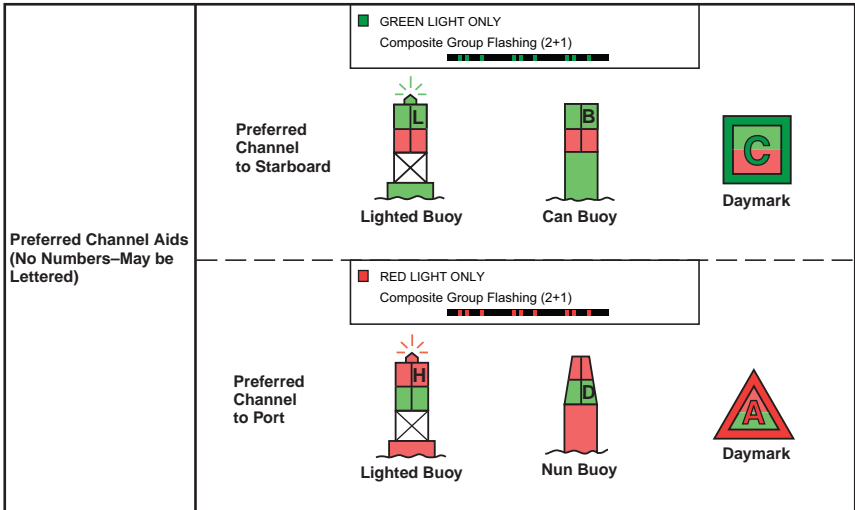 Preferred Channel Aids
(No Numbers–May be
Lettered)
GREEN LIGHT ONLY
Composite Group Flashing (2+1)
Preferred
Channel
to Starboard
L
Lighted Buoy
B
Can Buoy
C
Daymark
RED LIGHT ONLY
Composite Group Flashing (2+1)
Preferred
Channel
to Port
H
Lighted Buoy
D
Nun Buoy
A
Daymark